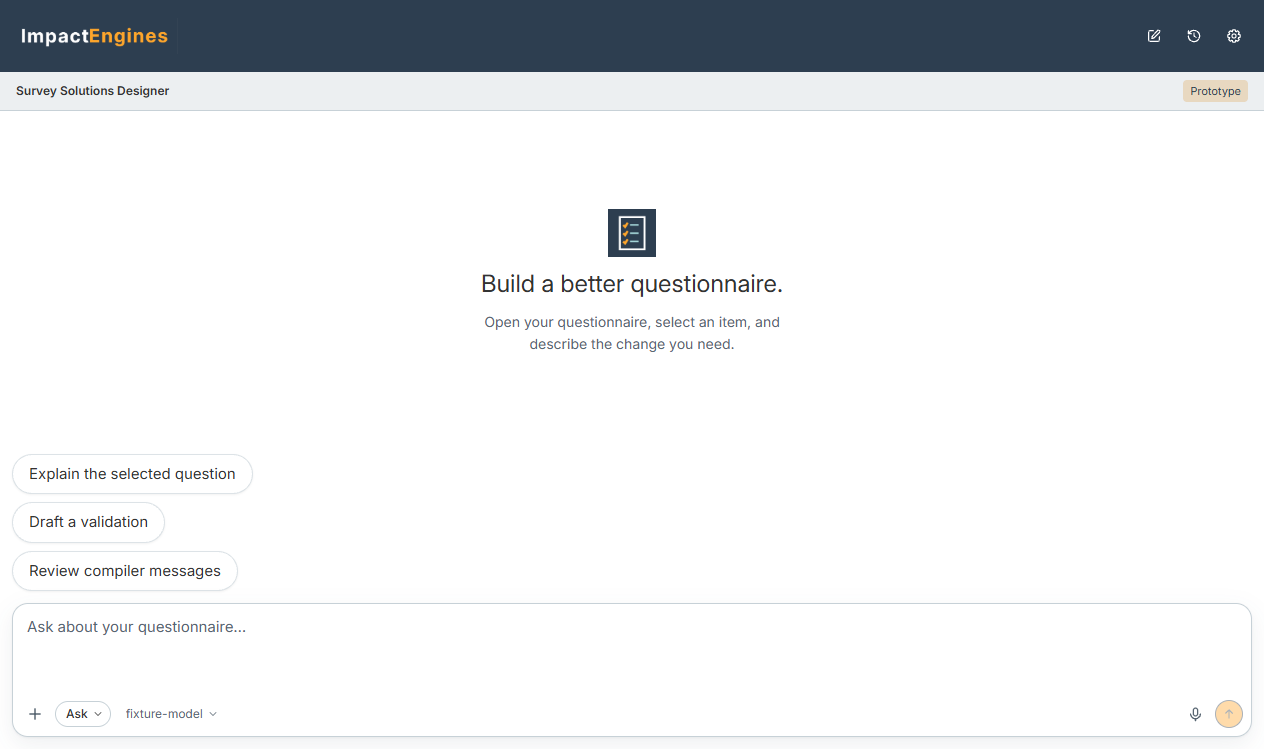 ImpactEngines
Survey Solutions Designer
Prototype
Build a better questionnaire.
Open your questionnaire, select an item, and
describe the change you need.
Explain the selected question
Draft a validation
Review compiler messages
Ask about your questionnaire...
Ask
fixture-model